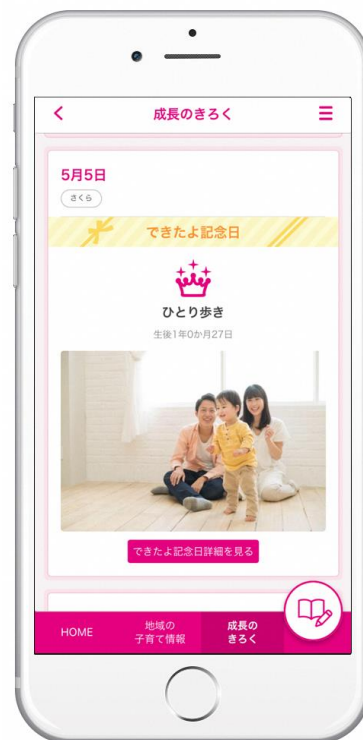 成長のきろく
5月5日
さくら
できたよ記念日
ひとり歩き
生後1年0か月27日
できたよ記念日詳細を見る
HOME
地域の
子育て情報
成長の
きろく